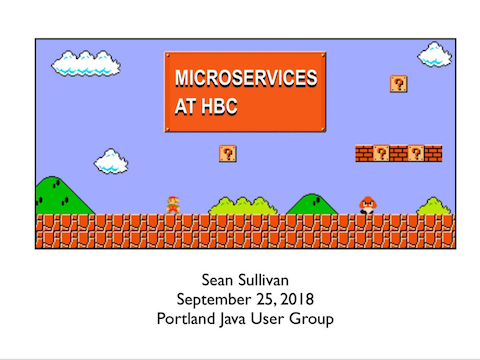 MICROSERVICES
AT HBC
?
?
? ?
Sean Sullivan
September 25, 2018
Portland Java User Group